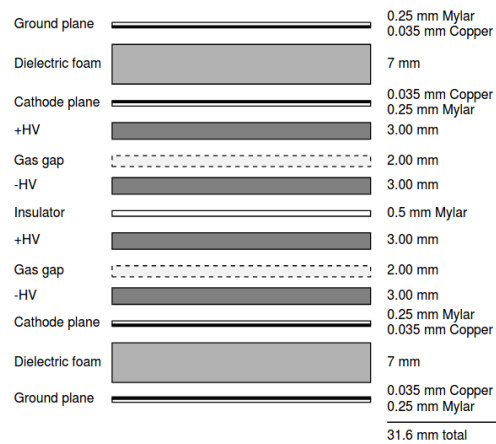 Ground plane 0.25 mm Mylar
0.035 mm Copper
Dielectric foam 7 mm
0.035 mm Copper
Cathode plane 0.25 mm Mylar
+HV 3.00 mm
Gas gap 2.00 mm
-HV 3.00 mm
Insulator 0.5 mm Mylar
+HV 3.00 mm
Gas gap 2.00 mm
-HV 3.00 mm
Cathode plane 0.25 mm Mylar
0.035 mm Copper
Dielectric foam 7 mm
0.035 mm Copper
Ground plane 0.25 mm Mylar
31.6 mm total